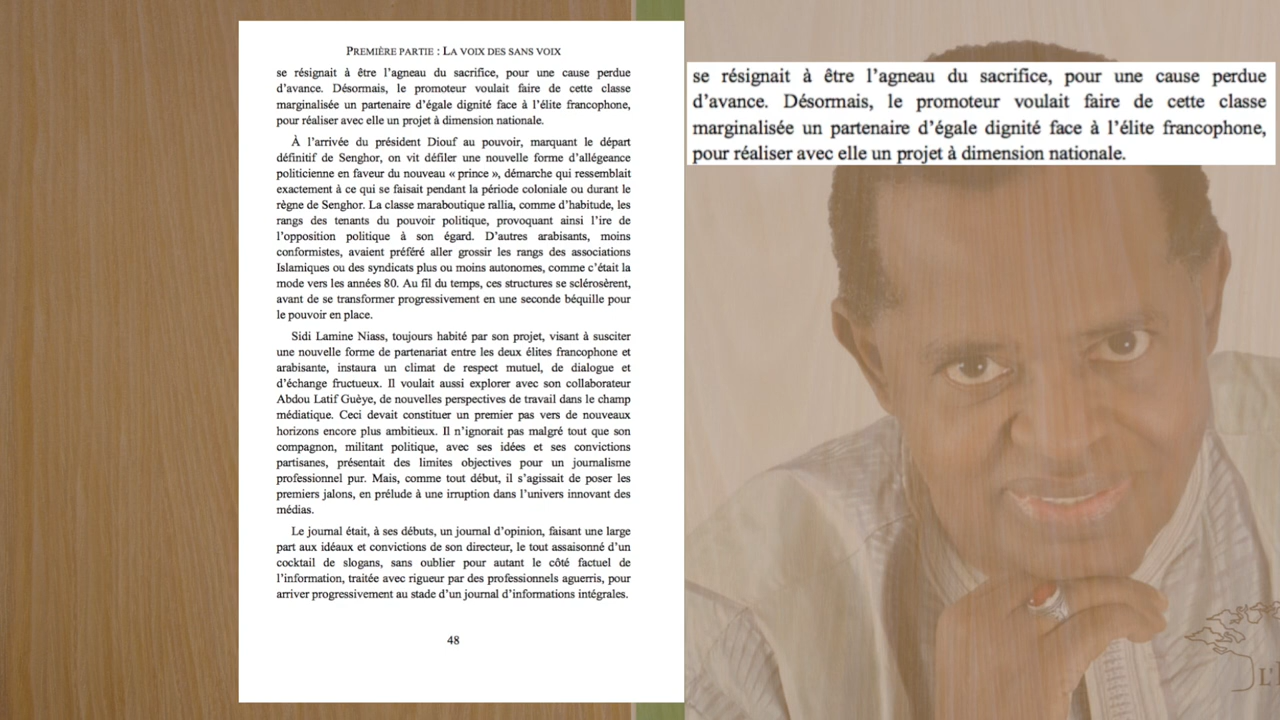 PREMIÈRE PARTIE : LA VOIX DES SANS VOIX
se résignait à être l’agneau du sacrifice, pour une cause perdue
d’avance. Désormais, le promoteur voulait faire de cette classe
marginalisée un partenaire d’égale dignité face à l’élite francophone,
pour réaliser avec elle un projet à dimension nationale.
À l’arrivée du président Diouf au pouvoir, marquant le départ
définitif de Senghor, on vit défiler une nouvelle forme d’allégeance
politicienne en faveur du nouveau « prince », démarche qui ressemblait
exactement à ce qui se faisait pendant la période coloniale ou durant le
règne de Senghor. La classe maraboutique rallia, comme d’habitude, les
rangs des tenants du pouvoir politique, provoquant ainsi l’ire de
l’opposition politique à son égard. D’autres arabisants, moins
conformistes, avaient préféré aller grossir les rangs des associations
Islamiques ou des syndicats plus ou moins autonomes, comme c’était la
mode vers les années 80. Au fil du temps, ces structures se sclérosèrent,
avant de se transformer progressivement en une seconde béquille pour
le pouvoir en place.
Sidi Lamine Niass, toujours habité par son projet, visant à susciter
une nouvelle forme de partenariat entre les deux élites francophone et
arabisante, instaura un climat de respect mutuel, de dialogue et
d’échange fructueux. Il voulait aussi explorer avec son collaborateur
Abdou Latif Guèye, de nouvelles perspectives de travail dans le champ
médiatique. Ceci devait constituer un premier pas vers de nouveaux
horizons encore plus ambitieux. Il n’ignorait pas malgré tout que son
compagnon, militant politique, avec ses idées et ses convictions
partisanes, présentait des limites objectives pour un journalisme
professionnel pur. Mais, comme tout début, il s’agissait de poser les
premiers jalons, en prélude à une irruption dans l’univers innovant des
médias.
Le journal était, à ses débuts, un journal d’opinion, faisant une large
part aux idéaux et convictions de son directeur, le tout assaisonné d’un
cocktail de slogans, sans oublier pour autant le côté factuel de
l’information, traitée avec rigueur par des professionnels aguerris, pour
arriver progressivement au stade d’un journal d’informations intégrales.
48
se résignait à être l’agneau du sacrifice, pour une cause perdue
d’avance. Désormais, le promoteur voulait faire de cette classe
marginalisée un partenaire d’égale dignité face à l’élite francophone,
pour réaliser avec elle un projet à dimension nationale.